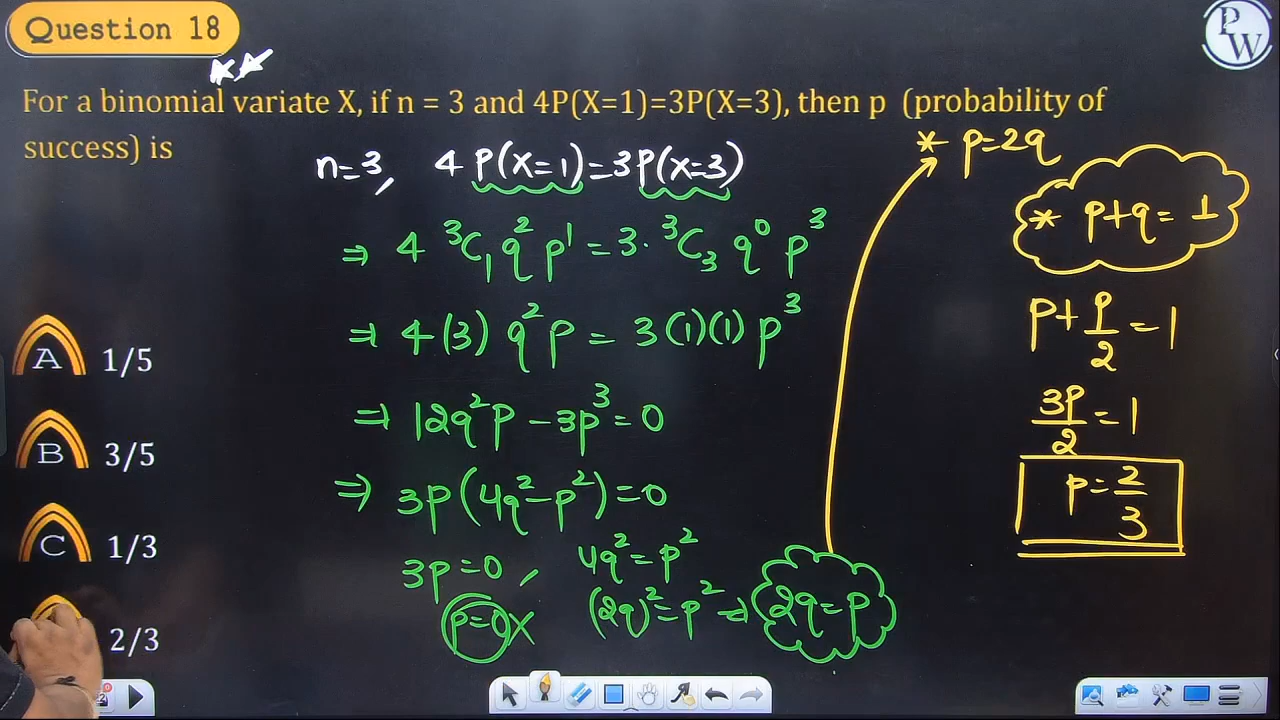 Question 18
PW
For a binomial variate X, if n = 3 and 4P(X=1)=3P(X=3), then p (probability of
success) is
n=3, 4 P(X=1)=3P(X=3)
⇒ 4 ³C₁ q² p¹ = 3· ³C₃ q⁰ p³
⇒ 4(3) q² p = 3(1)(1) p³
⇒ 12q²p – 3p³ = 0
⇒ 3p(4q²–p²)=0
3p=0, 4q²=p²
p=0 X (2q)²=p² ⇒ 2q=p
* p=2q
* p+q=1
p+p/2=1
3p/2=1
p=2/3
A 1/5
B 3/5
C 1/3
2/3